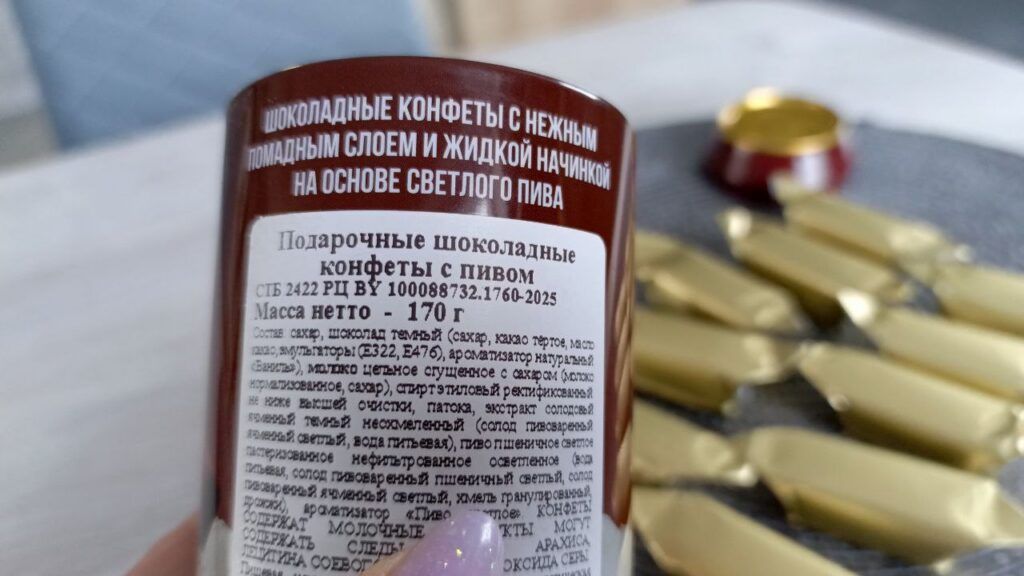 ШОКОЛАДНЫЕ КОНФЕТЫ С НЕЖНЫМ
ПОМАДНЫМ СЛОЕМ И ЖИДКОЙ НАЧИНКОЙ
НА ОСНОВЕ СВЕТЛОГО ПИВА
Подарочные шоколадные
конфеты с пивом
СТБ 2422 РЦ BY 100088732.1760-2025
Масса нетто - 170 г
Состав: сахар, шоколад темный (сахар, какао тёртое, масло
какао, эмульгаторы (Е322, Е476), ароматизатор натуральный
«Ваниль»), молоко цельное сгущенное с сахаром (молоко
нормализованное, сахар), спирт этиловый ректификованный
не ниже высшей очистки, патока, экстракт солодовый
ячменный темный неохмеленный (солод пивоваренный
ячменный светлый, вода питьевая), пиво пшеничное светлое
пастеризованное нефильтрованное осветленное (вода
питьевая, солод пивоваренный пшеничный светлый, солод
пивоваренный ячменный светлый, хмель гранулированный,
дрожжи), ароматизатор «Пиво КОНФЕТЫ
СОДЕРЖАТ МОЛОЧНЫЕ МОГУТ
СОДЕРЖАТЬ СЛЕДЫ АРАХИСА
ЛЕЦИТИНА СОЕВОГО СЕРЫ